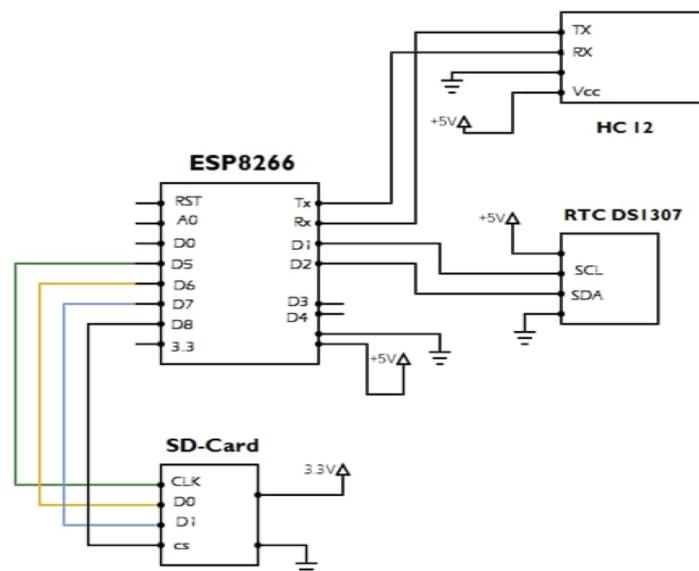 TX
RX
Vcc
+5V
HC 12
ESP8266
RST
A0
D0
D5
D6
D7
D8
3.3
Tx
Rx
D1
D2
D3
D4
+5V
+5V
RTC DS1307
SCL
SDA
SD-Card
CLK
D0
D1
cs
3.3V